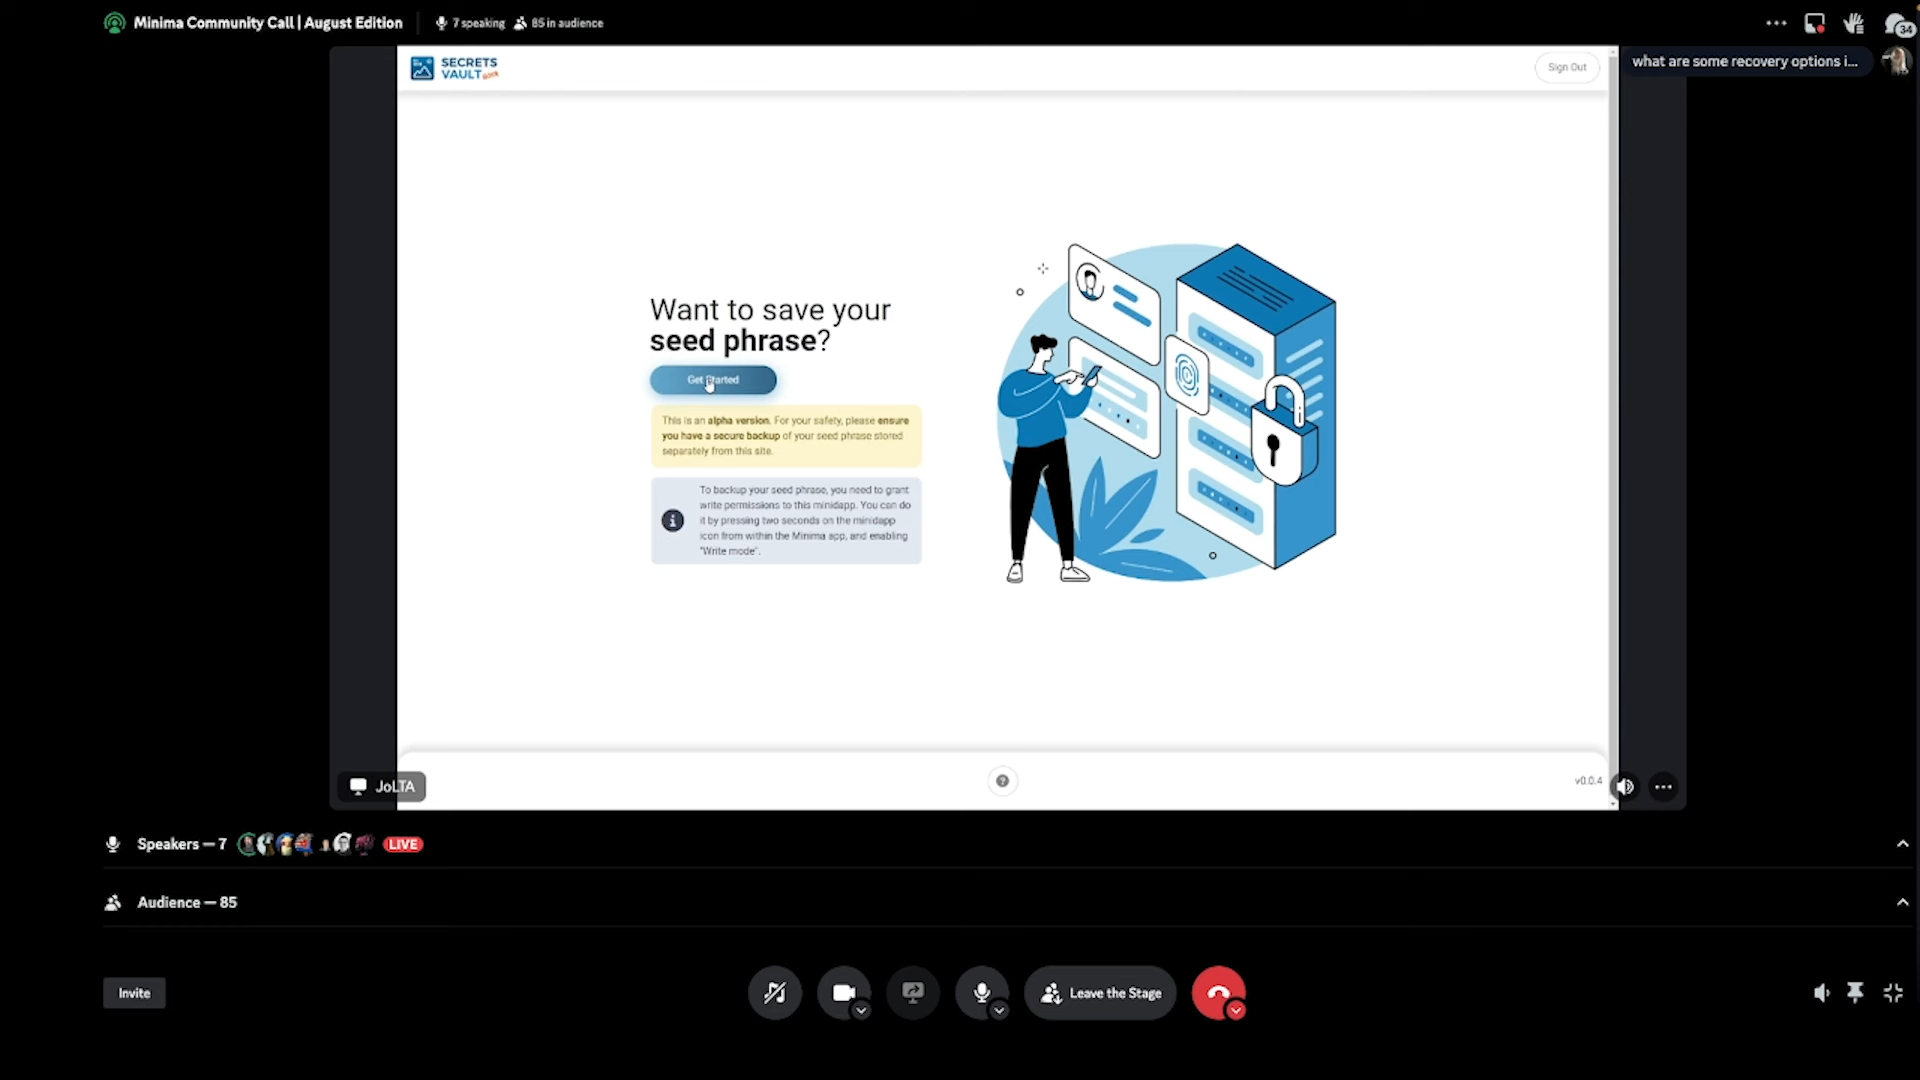 Minima Community Call | August Edition
7 speaking
85 in audience
34
SECRETS
VAULT
Sign Out
what are some recovery options i...
Want to save your
seed phrase?
Get Started
This is an alpha version. For your safety, please ensure
you have a secure backup of your seed phrase stored
separately from this site.
To backup your seed phrase, you need to grant
write permissions to this minidapp. You can do
it by pressing two seconds on the minidapp
icon from within the Minima app, and enabling
"Write mode".
JoLTA
v0.0.4
Speakers — 7
LIVE
Audience — 85
Invite
Leave the Stage